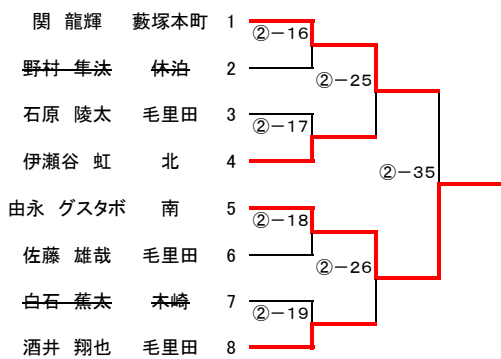 関 龍輝 藪塚本町 1
②-16
野村 隼汰 休泊 2
②-25
石原 陵太 毛里田 3
②-17
伊瀬谷 虹 北 4
②-35
由永 グスタボ 南 5
②-18
佐藤 雄哉 毛里田 6
②-26
白石 蕉太 木崎 7
②-19
酒井 翔也 毛里田 8